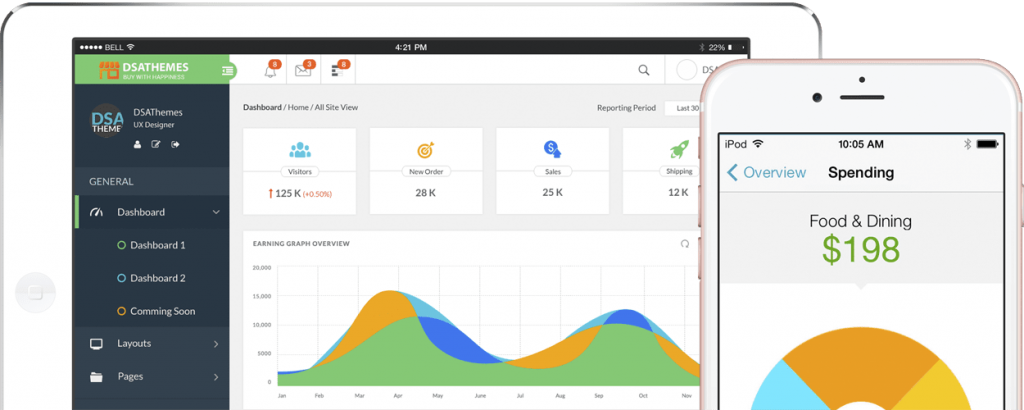 BELL
4:21 PM
22%
DSATHEMES
BUY WITH HAPPINESS
8
3
8
DSA
DSA
THEME
DSAThemes
UX Designer
GENERAL
Dashboard
Dashboard 1
Dashboard 2
Comming Soon
Layouts
Pages
Dashboard / Home / All Site View
Reporting Period
Last 30
Visitors
125 K (+0.50%)
New Order
28 K
$
Sales
25 K
Shipping
12 K
EARNING GRAPH OVERVIEW
20,000
15,000
10,000
5000
0
Jan Feb Mar Apr May June Jul Aug Sep Oct Nov
iPod
10:05 AM
Overview
Spending
Food & Dining
$198